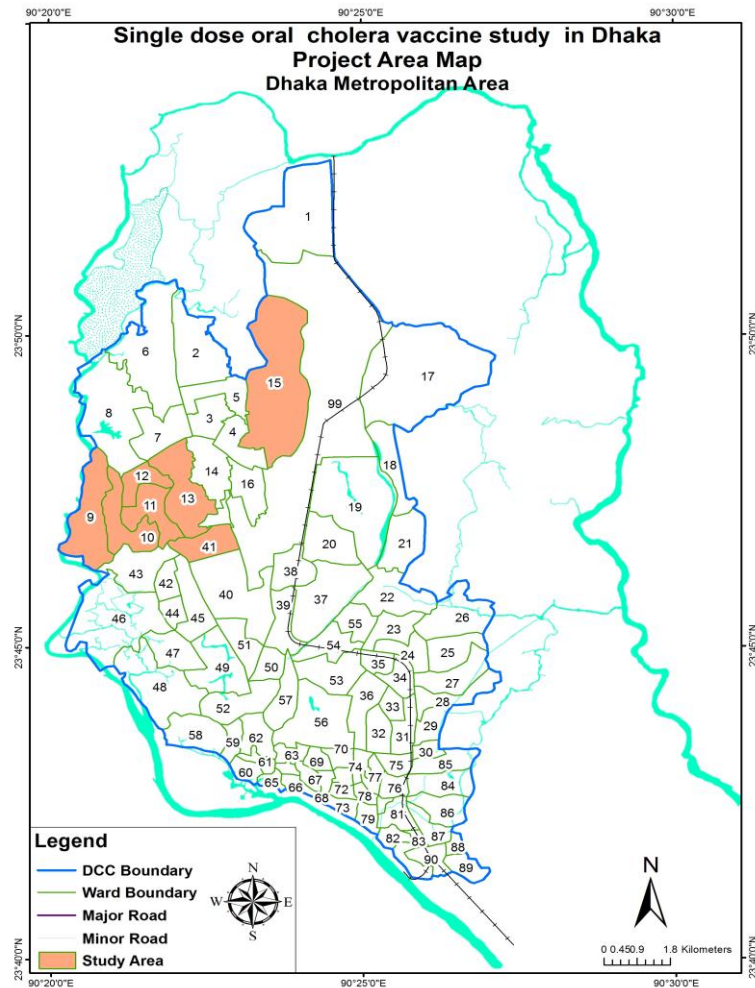 90°20'0"E 90°25'0"E 90°30'0"E
Single dose oral cholera vaccine study in Dhaka
Project Area Map
Dhaka Metropolitan Area
1
23°50'0"N 23°50'0"N
6 2
17
15
5
8 99
3
4
7
18
12 14
13 16
19
11
9
10 20 21
41
43 42 38
40 39 37 22
44
46 45 26
55 23
51 54
23°45'0"N 23°45'0"N
47 24 25
49 50 35
34
48 53 27
36
57 28
52 33
56 29
58 59 62 32 31
70 30
63
61 69 74 75 85
60 67 77
65 66 72 76 84
68 78
73
79 81 86
82 83 87
88
90 89
Legend
DCC Boundary
Ward Boundary
Major Road
Minor Road
Study Area
N
W E
S
N
0 0.45 0.9 1.8 Kilometers
23°40'0"N 23°40'0"N
90°20'0"E 90°25'0"E 90°30'0"E